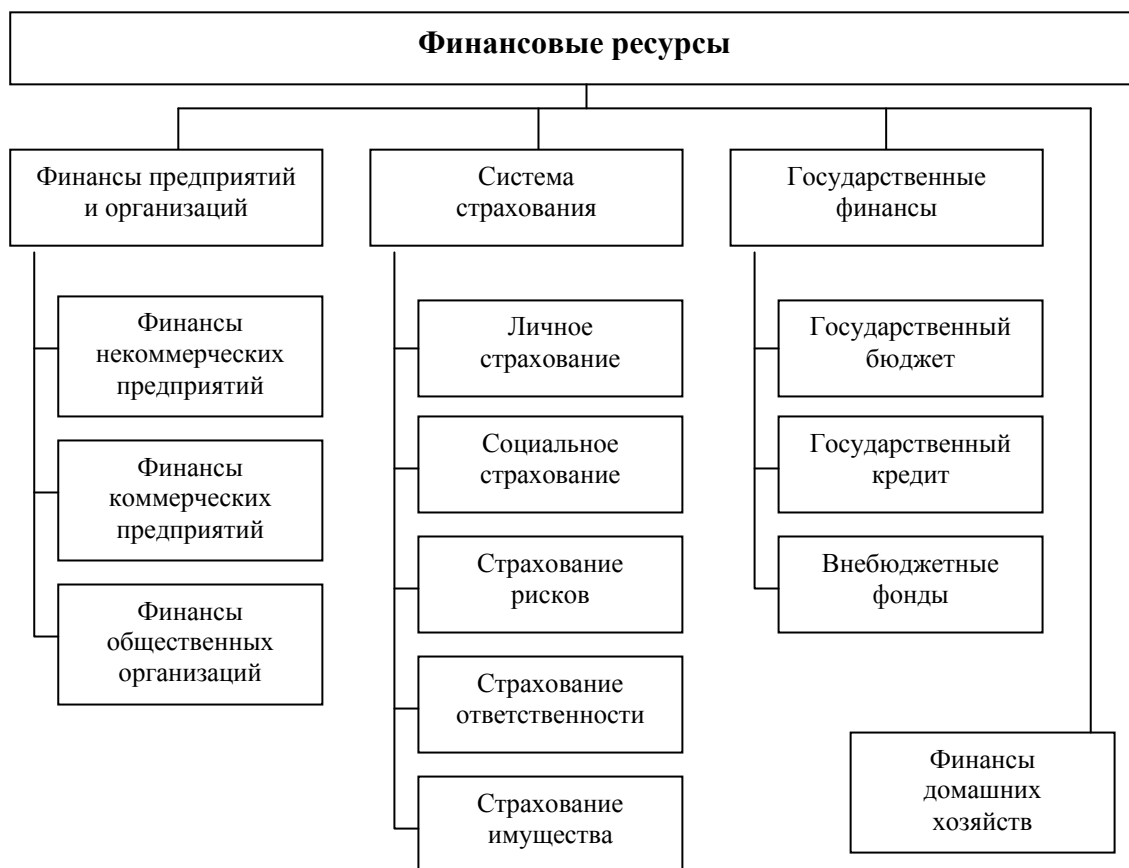 Финансовые ресурсы
Финансы предприятий
и организаций
Система
страхования
Государственные
финансы
Финансы
некоммерческих
предприятий
Финансы
коммерческих
предприятий
Финансы
общественных
организаций
Личное
страхование
Социальное
страхование
Страхование
рисков
Страхование
ответственности
Страхование
имущества
Государственный
бюджет
Государственный
кредит
Внебюджетные
фонды
Финансы
домашних
хозяйств